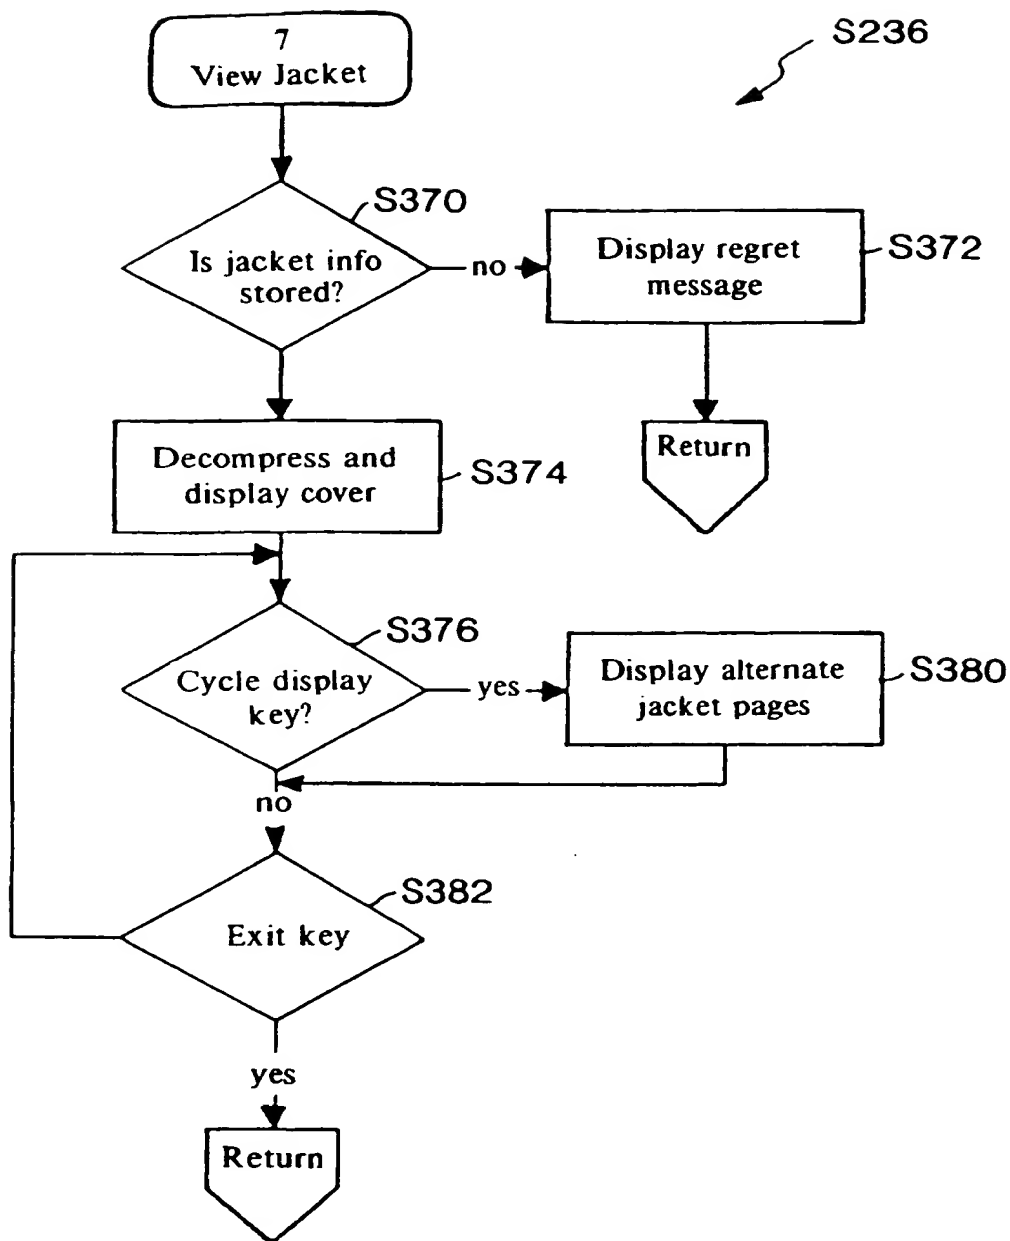 S236
7
View Jacket
S370
Is jacket info
stored?
no
Display regret
message
S372
Return
Decompress and
display cover
S374
S376
Cycle display
key?
yes
Display alternate
jacket pages
S380
no
S382
Exit key
yes
Return